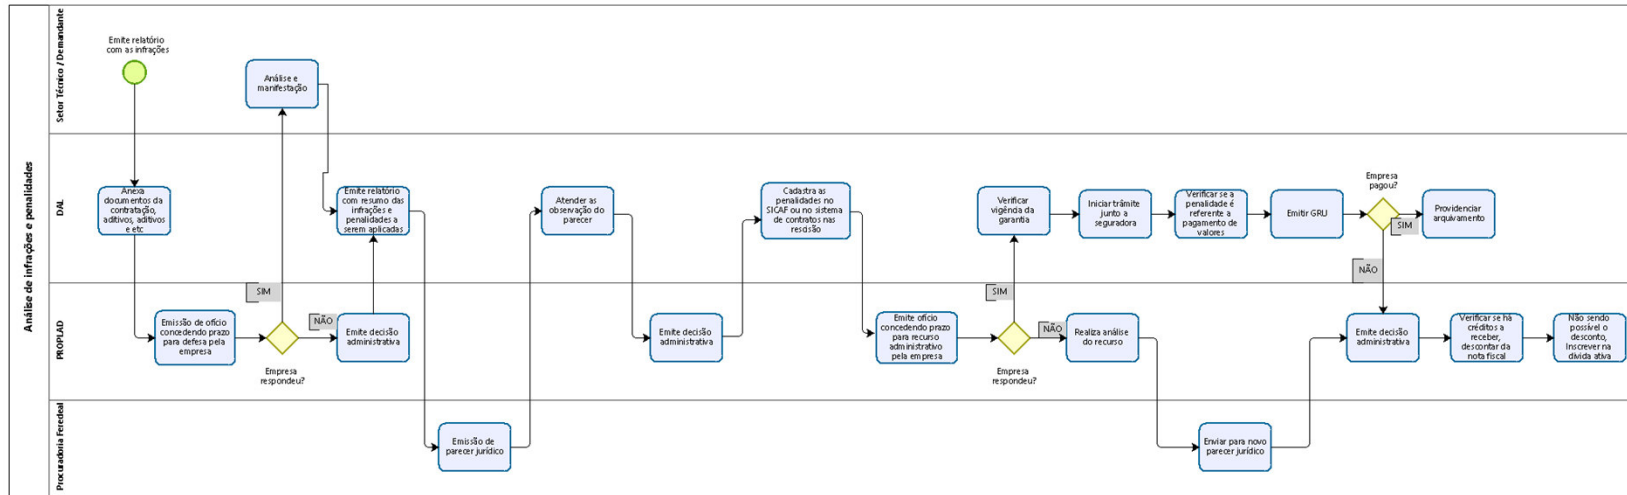 Análise de infrações e penalidades
Setor Técnico / Demandante
Emite relatório
com as infrações
Análise e
manifestação
DAL
Anexa
documentos da
contratação,
aditivos, aditivos
e etc
Emite relatório
com resumo das
infrações e
penalidades a
serem aplicadas
Atender as
observação do
parecer
Cadastra as
penalidades no
SICAF ou no sistema
de contratos nas
rescisão
Verificar
vigência da
garantia
Iniciar trâmite
junto a
seguradora
Verificar se a
penalidade é
referente a
pagamento de
valores
Emitir GRU
Empresa
pagou?
SIM
Providenciar
arquivamento
NÃO
PROPLAD
Emissão de ofício
concedendo prazo
para defesa pela
empresa
SIM
Empresa
respondeu?
NÃO
Emite decisão
administrativa
Emite decisão
administrativa
Emite ofício
concedendo prazo
para recurso
administrativo
pela empresa
SIM
Empresa
respondeu?
NÃO
Realiza análise
do recurso
Emite decisão
administrativa
Verificar se há
créditos a
receber,
descontar da
nota fiscal
Não sendo
possível o
desconto,
Inscrever na
dívida ativa
Procuradoria Feredeal
Emissão de
parecer jurídico
Enviar para novo
parecer jurídico